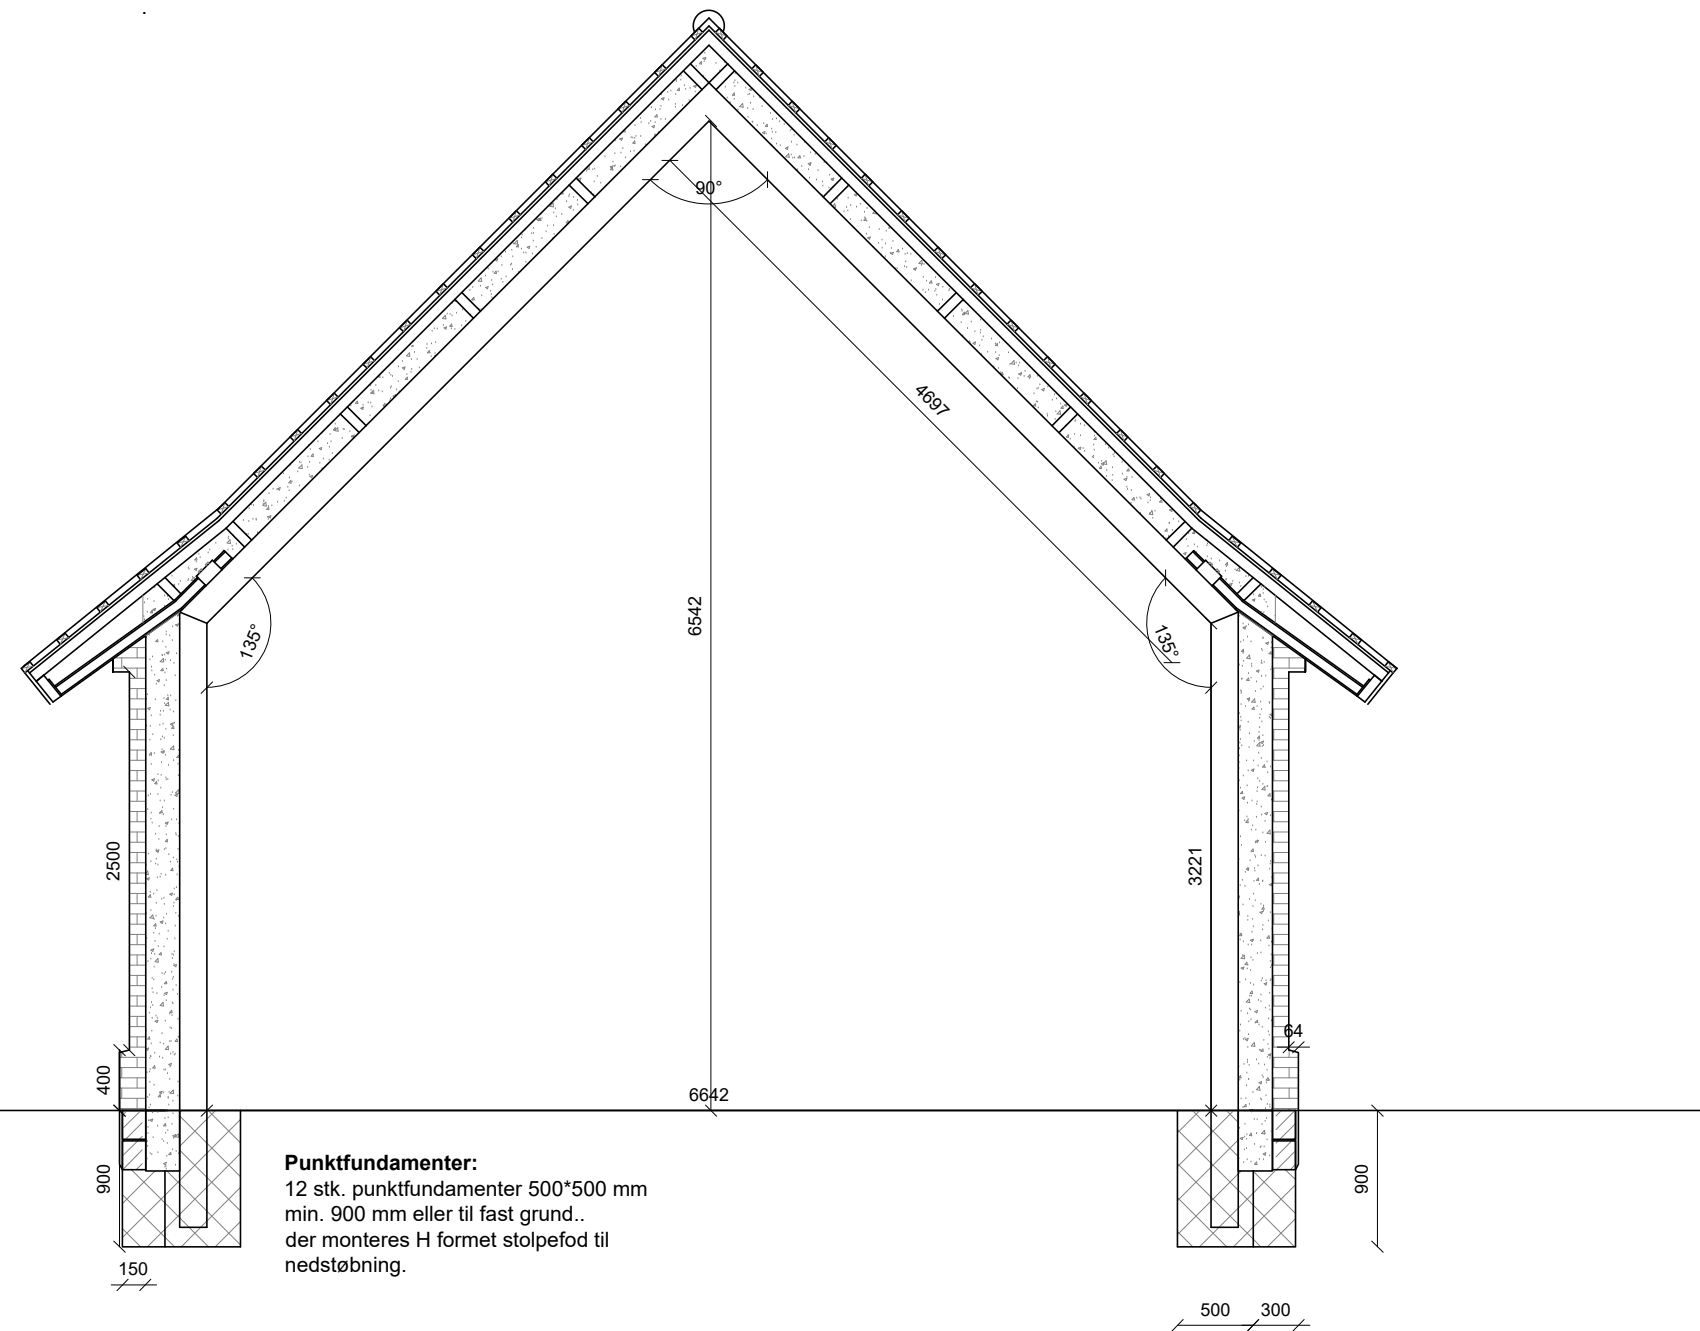 90°
4697
6542
135°
135°
2500
3221
64
400
6642
900
900
Punktfundamenter:
12 stk. punktfundamenter 500*500 mm
min. 900 mm eller til fast grund..
der monteres H formet stolpefod til
nedstøbning.
150
500 300